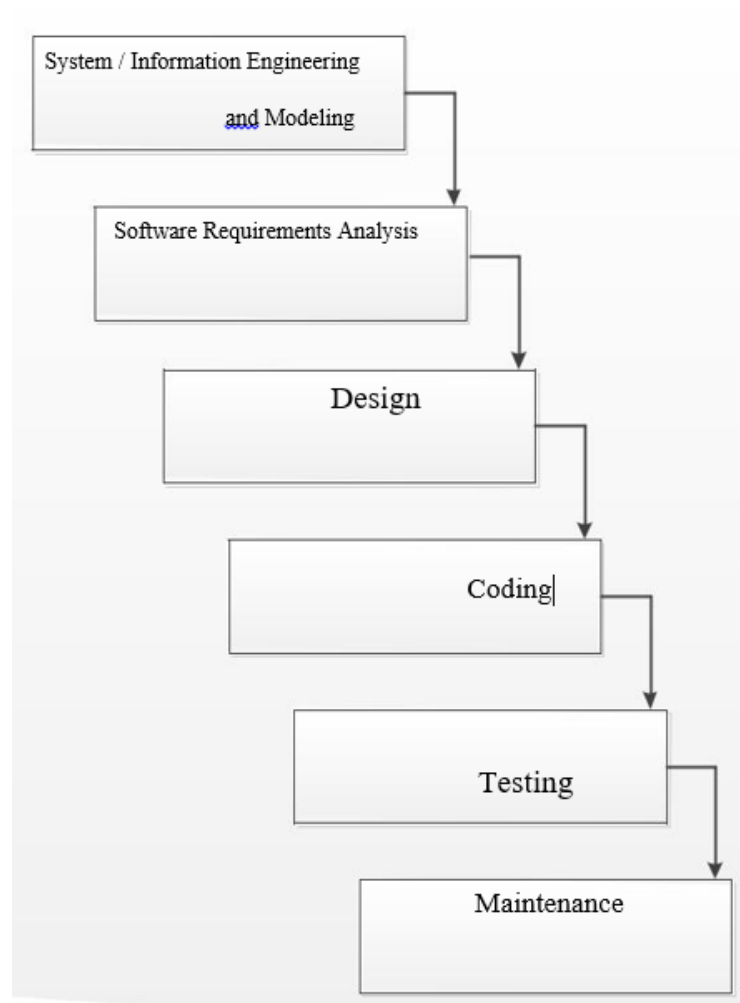 System / Information Engineering
and Modeling
Software Requirements Analysis
Design
Coding
Testing
Maintenance